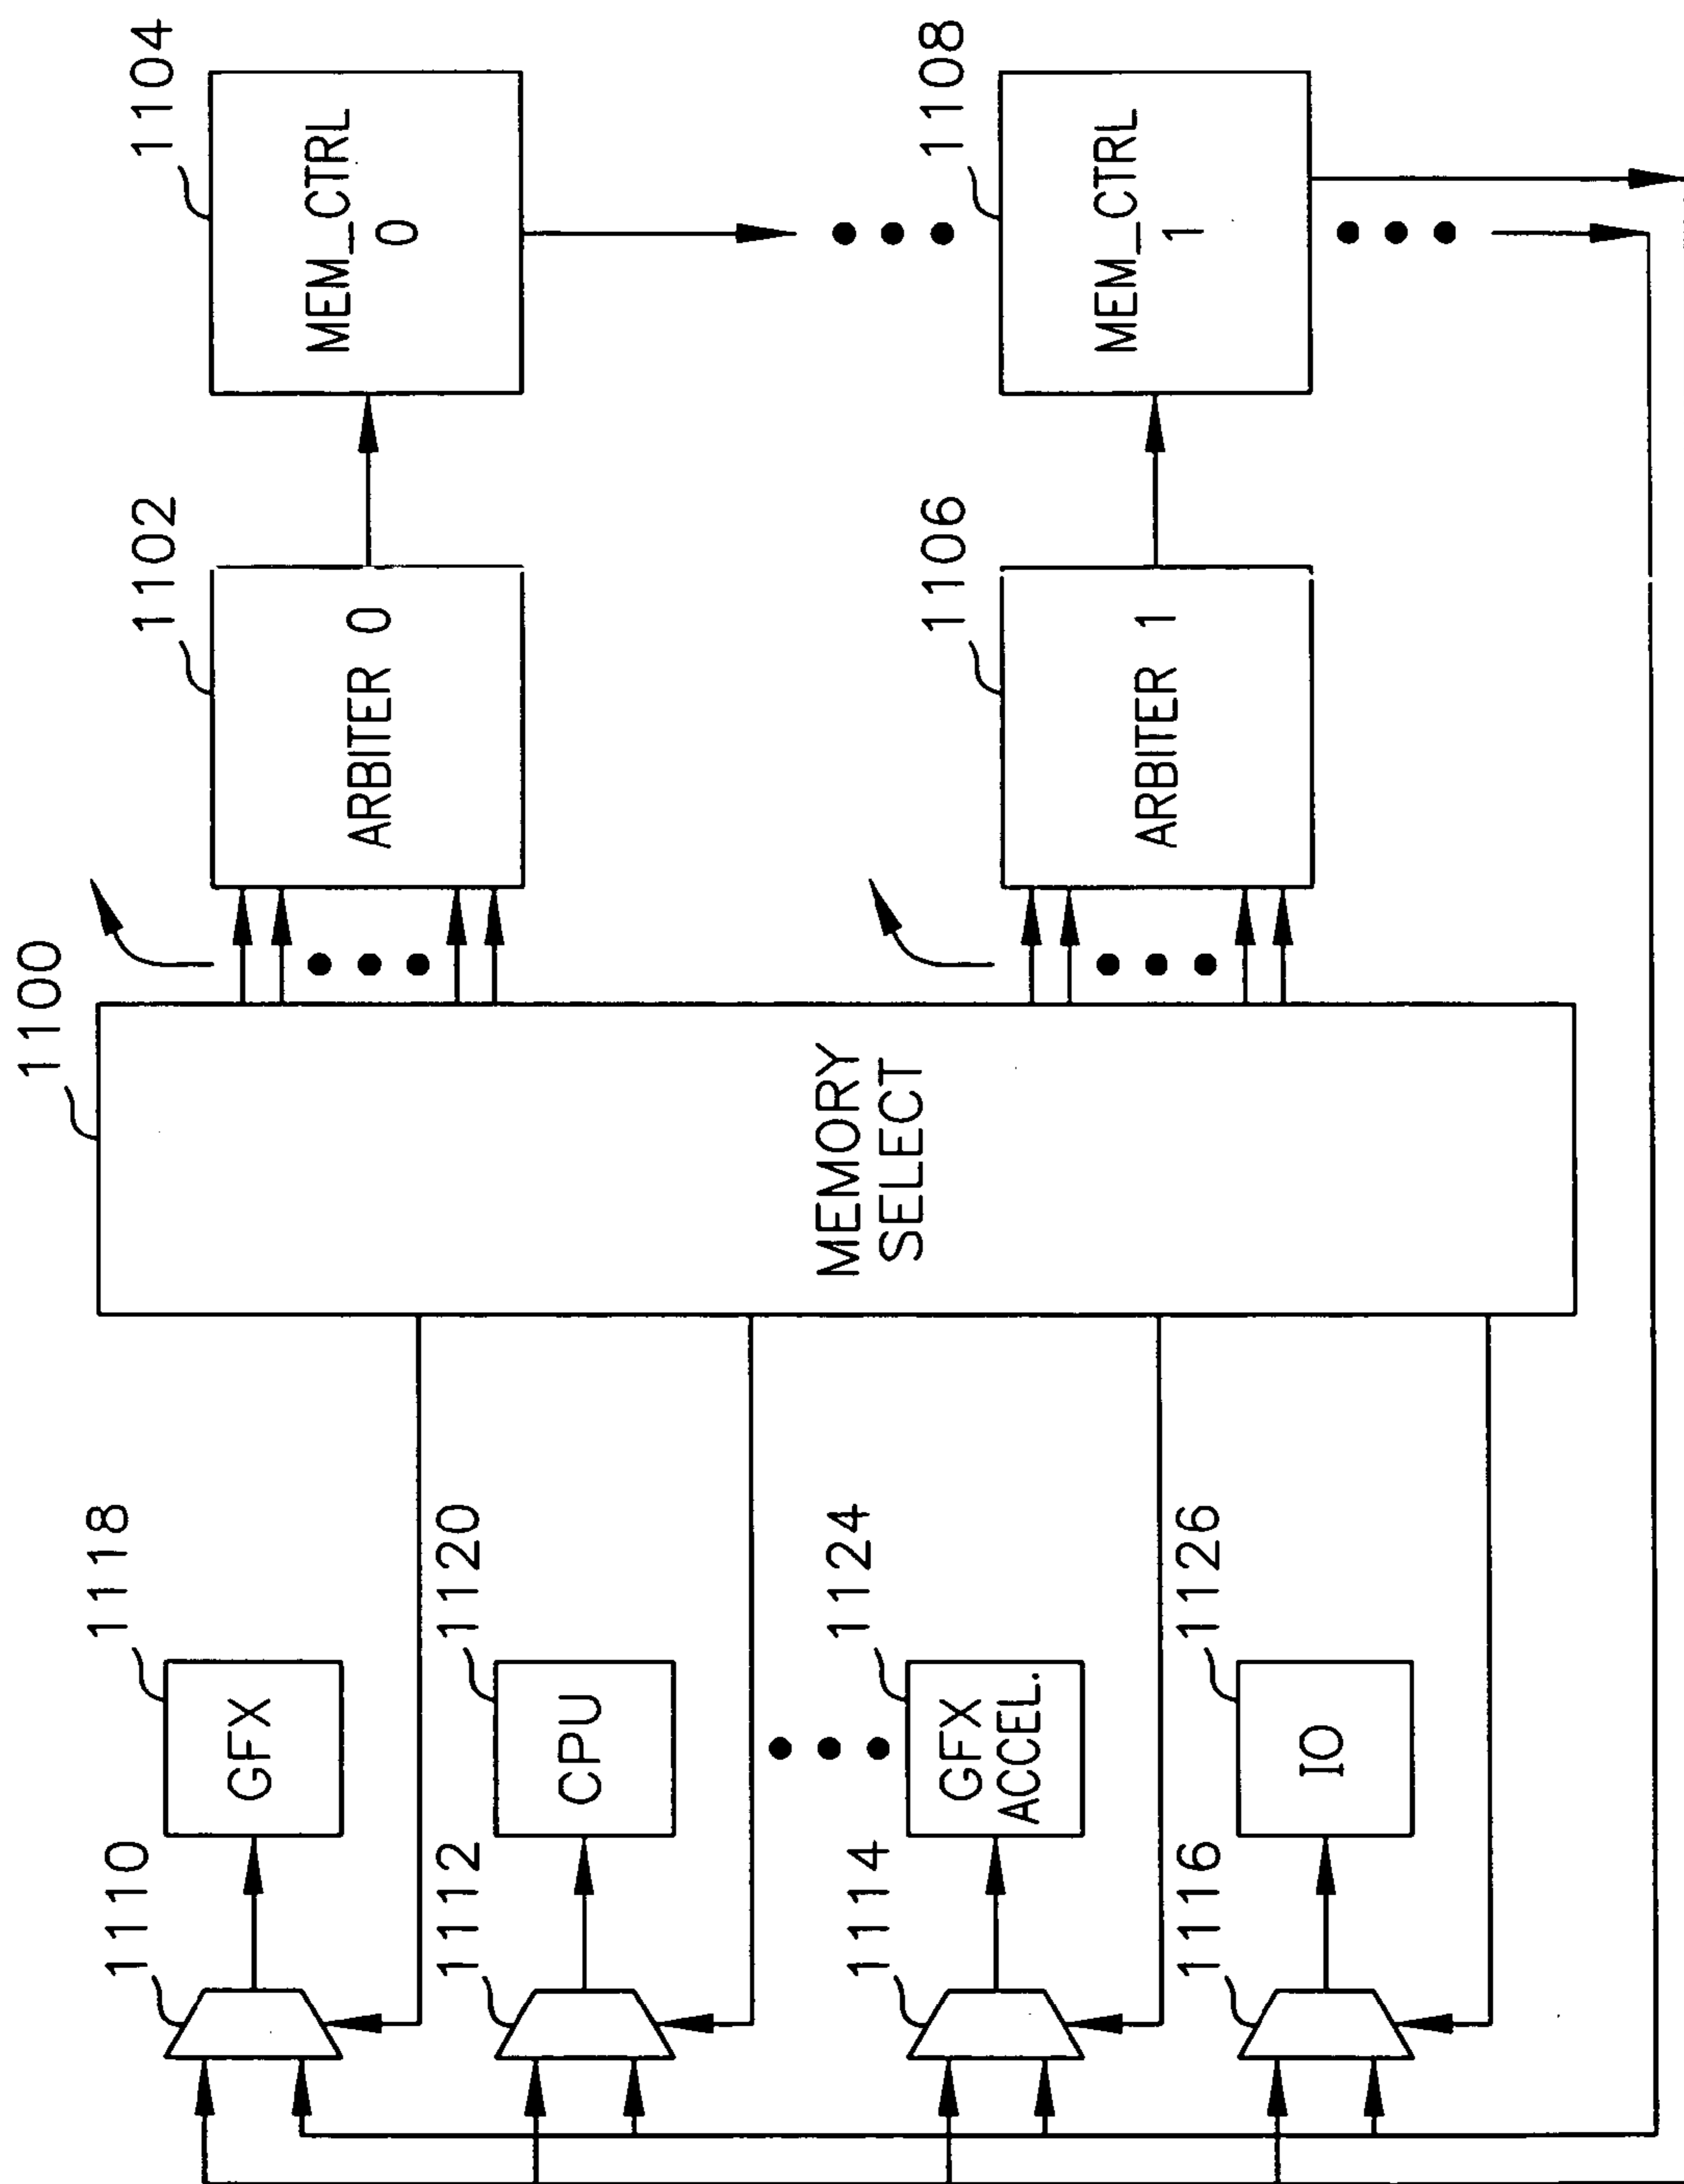 1104
MEM_CTRL
0
1108
MEM_CTRL
1
1102
ARBITER 0
1106
ARBITER 1
1100
MEMORY
SELECT
1118
GFX
1120
CPU
1124
GFX
ACCEL.
1126
IO
1110
1112
1114
1116